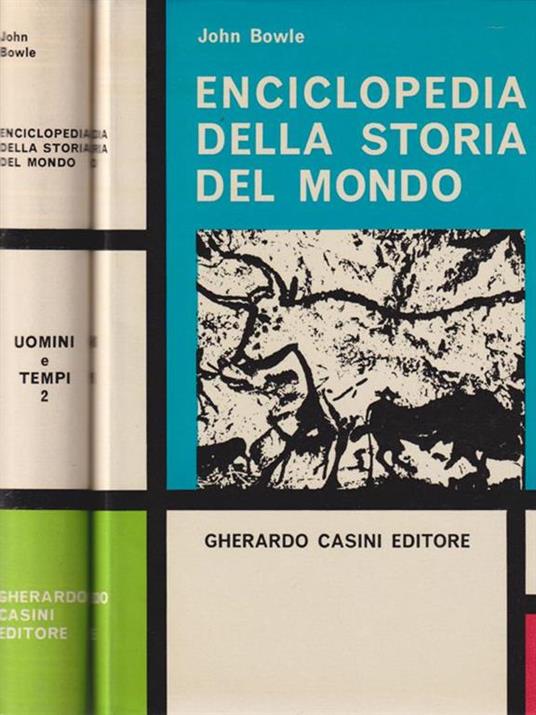 John
Bowle
ENCICLOPEDIA
DELLA STORIA
DEL MONDO
UOMINI
e
TEMPI
2
GHERARDO
CASINI
EDITORE
John Bowle
ENCICLOPEDIA
DELLA STORIA
DEL MONDO
GHERARDO CASINI EDITORE